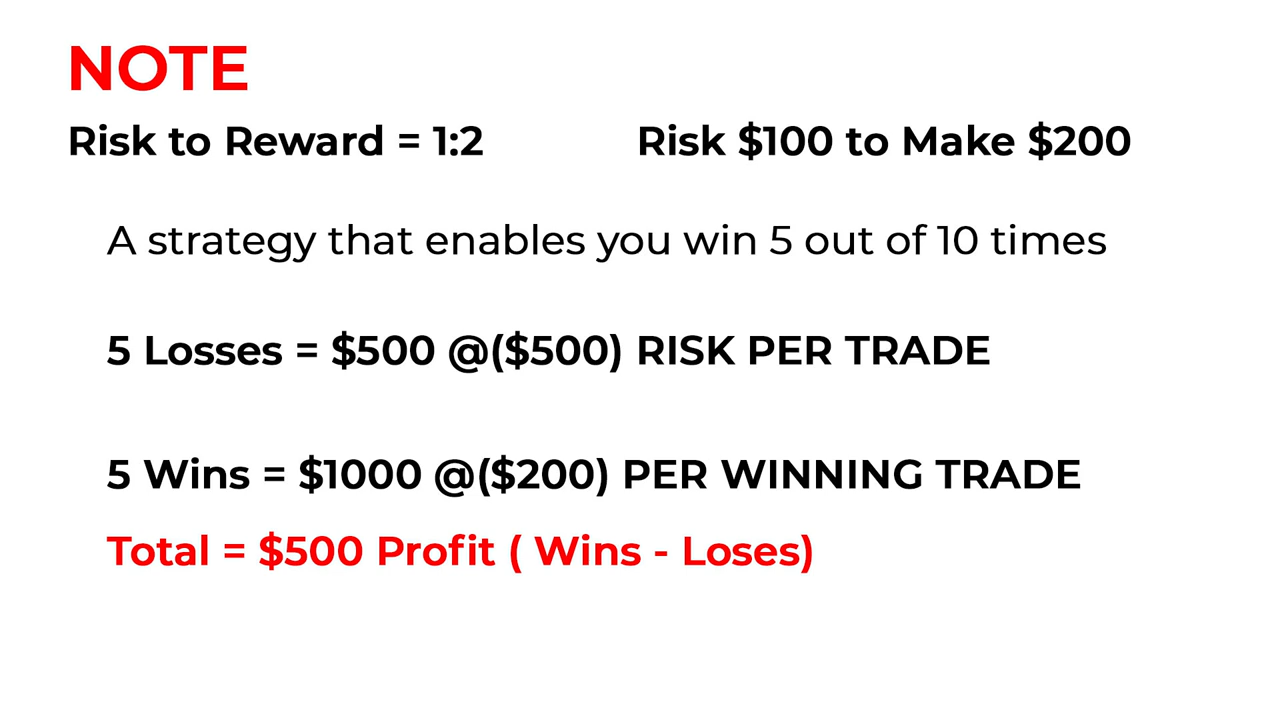 NOTE
Risk to Reward = 1:2 Risk $100 to Make $200
A strategy that enables you win 5 out of 10 times
5 Losses = $500 @($500) RISK PER TRADE
5 Wins = $1000 @($200) PER WINNING TRADE
Total = $500 Profit ( Wins - Loses)